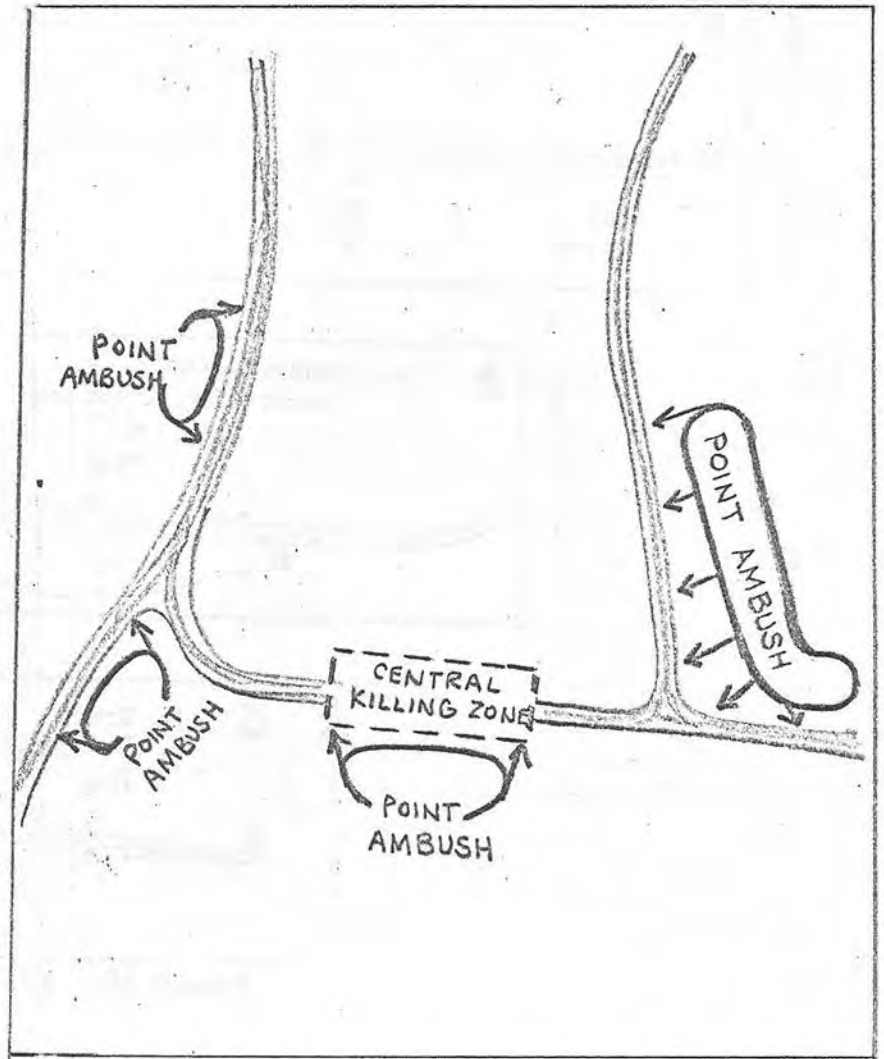 POINT
AMBUSH
POINT AMBUSH
CENTRAL
KILLING ZONE
POINT
AMBUSH
POINT
AMBUSH